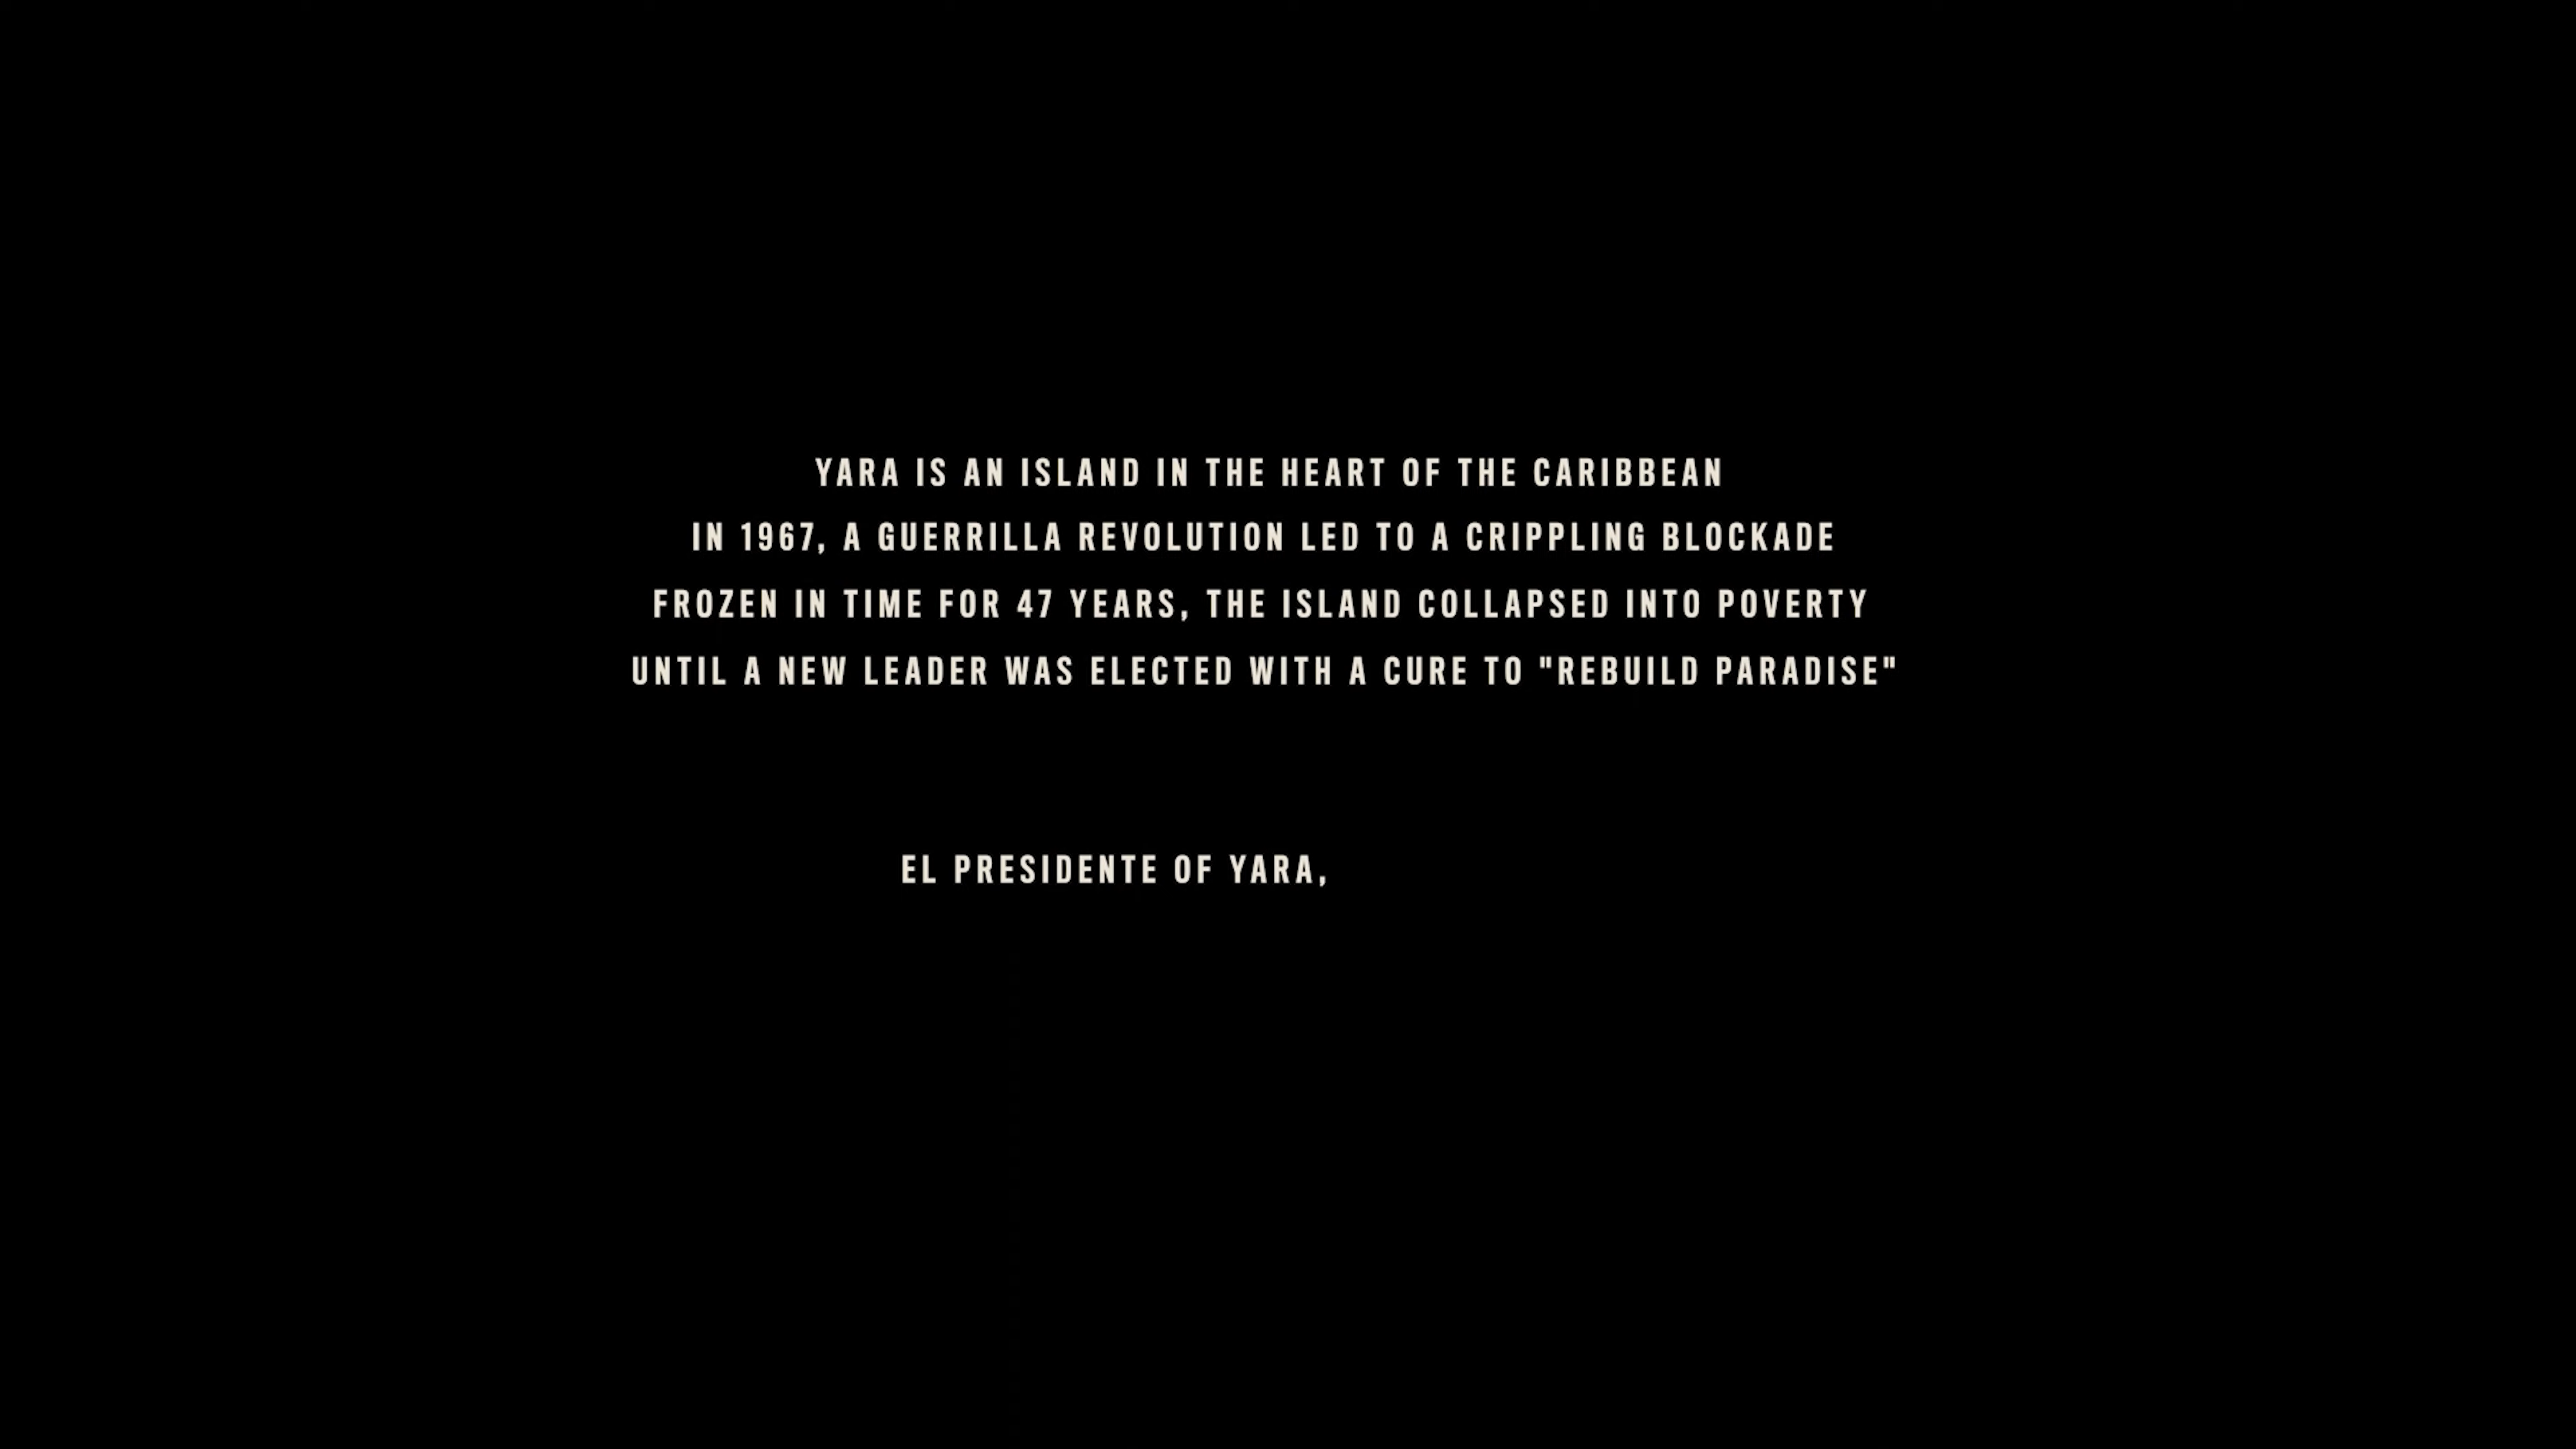 YARA IS AN ISLAND IN THE HEART OF THE CARIBBEAN
IN 1967, A GUERRILLA REVOLUTION LED TO A CRIPPLING BLOCKADE
FROZEN IN TIME FOR 47 YEARS, THE ISLAND COLLAPSED INTO POVERTY
UNTIL A NEW LEADER WAS ELECTED WITH A CURE TO "REBUILD PARADISE"
EL PRESIDENTE OF YARA,